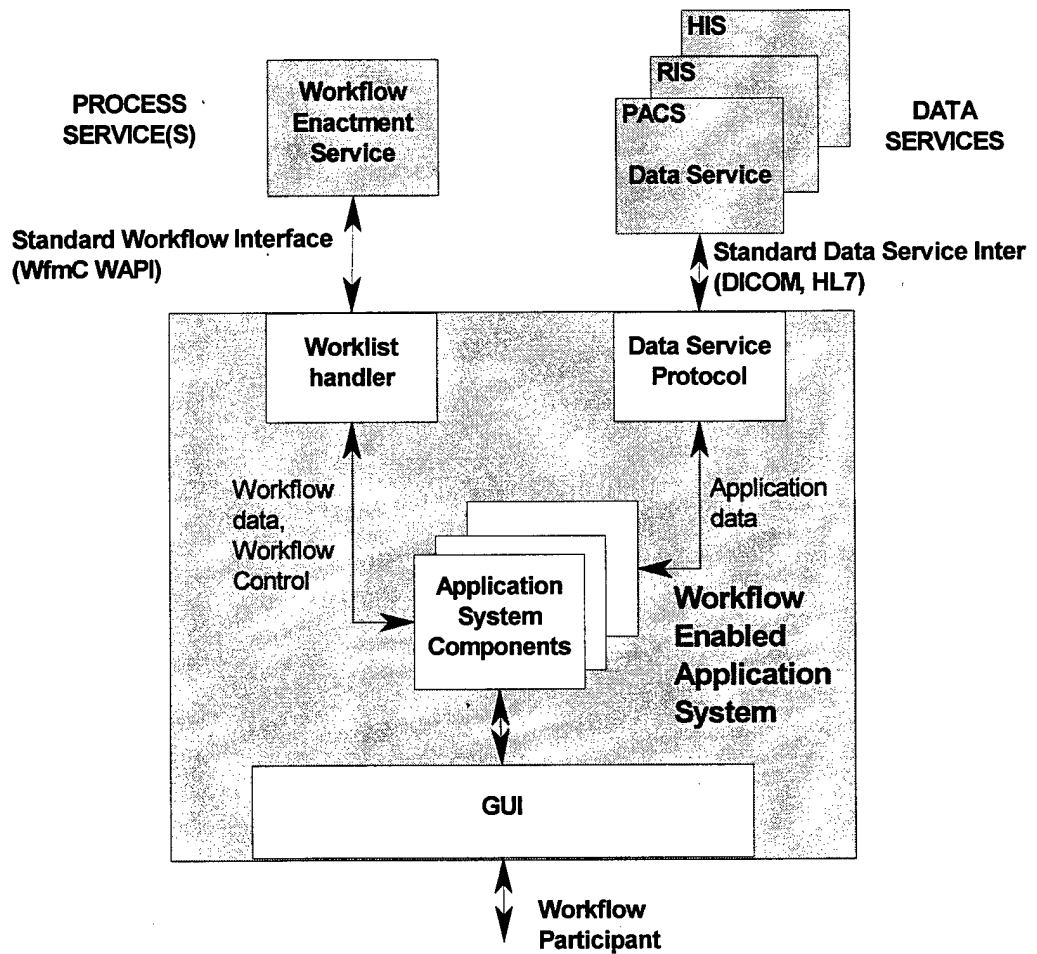 HIS
RIS
PACS
Data Service
DATA
SERVICES
PROCESS
SERVICE(S)
Workflow
Enactment
Service
Standard Workflow Interface
(WfmC WAPI)
Standard Data Service Inter
(DICOM, HL7)
Worklist
handler
Data Service
Protocol
Workflow
data,
Workflow
Control
Application
data
Application
System
Components
Workflow
Enabled
Application
System
GUI
Workflow
Participant